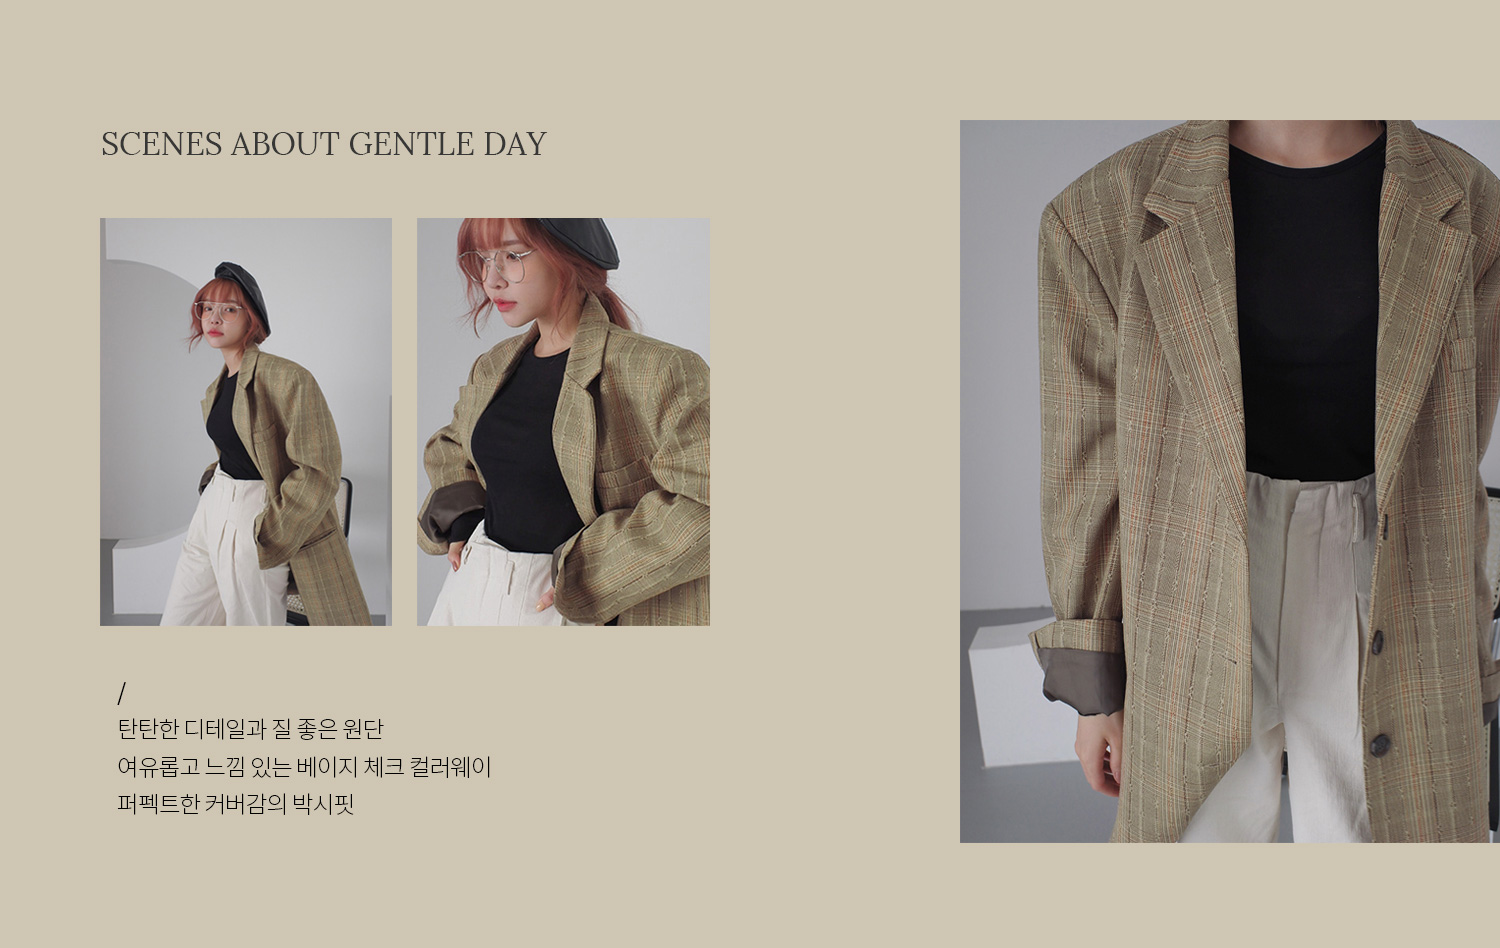 SCENES ABOUT GENTLE DAY
/
탄탄한 디테일과 질 좋은 원단
여유롭고 느낌 있는 베이지 체크 컬러웨이
퍼펙트한 커버감의 박시핏